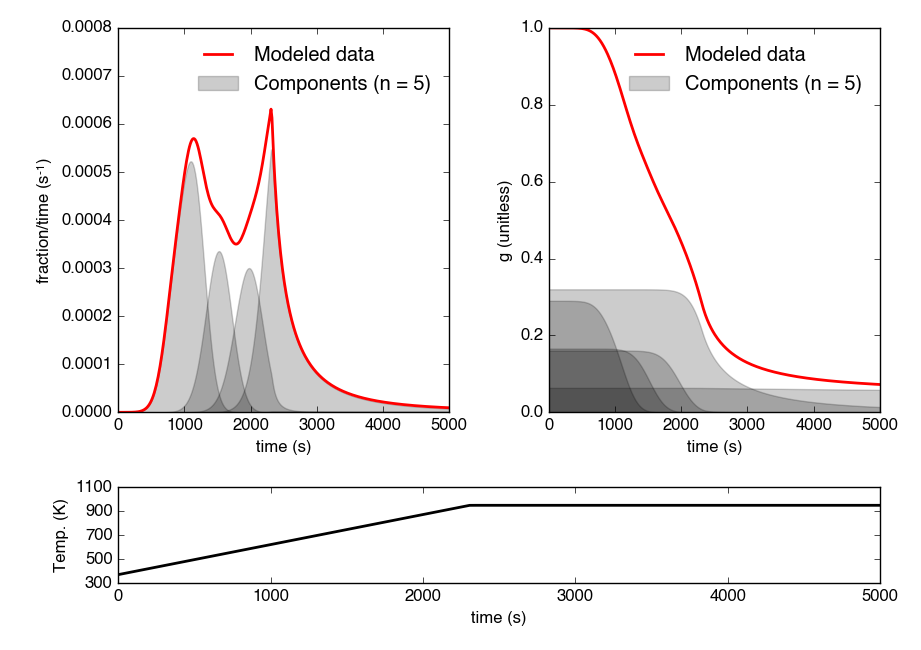 0.0008
0.0007
0.0006
0.0005
0.0004
0.0003
0.0002
0.0001
0.0000
fraction/time (s⁻¹)
Modeled data
Components (n = 5)
0 1000 2000 3000 4000 5000
time (s)
1.0
0.8
0.6
0.4
0.2
0.0
g (unitless)
Modeled data
Components (n = 5)
0 1000 2000 3000 4000 5000
time (s)
1100
900
700
500
300
Temp. (K)
0 1000 2000 3000 4000 5000
time (s)